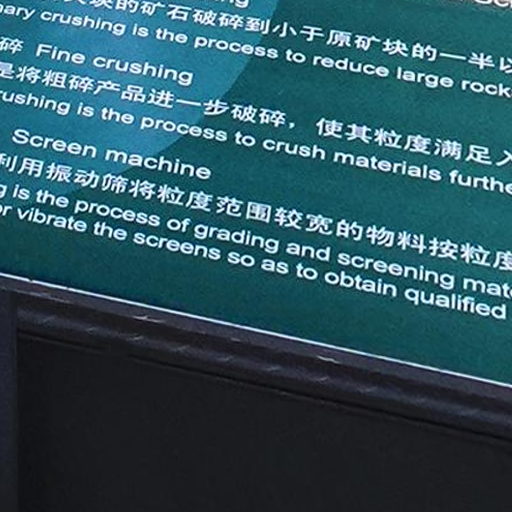 的矿石破碎到小于原矿块的一半以
ary crushing is the process to reduce large rock
碎 Fine crushing
是将粗碎产品进一步破碎，使其粒度满足
rushing is the process to crush materials furthe
Screen machine
利用振动筛将粒度范围较宽的物料按粒度
g is the process of grading and screening mat
or vibrate the screens so as to obtain qualified